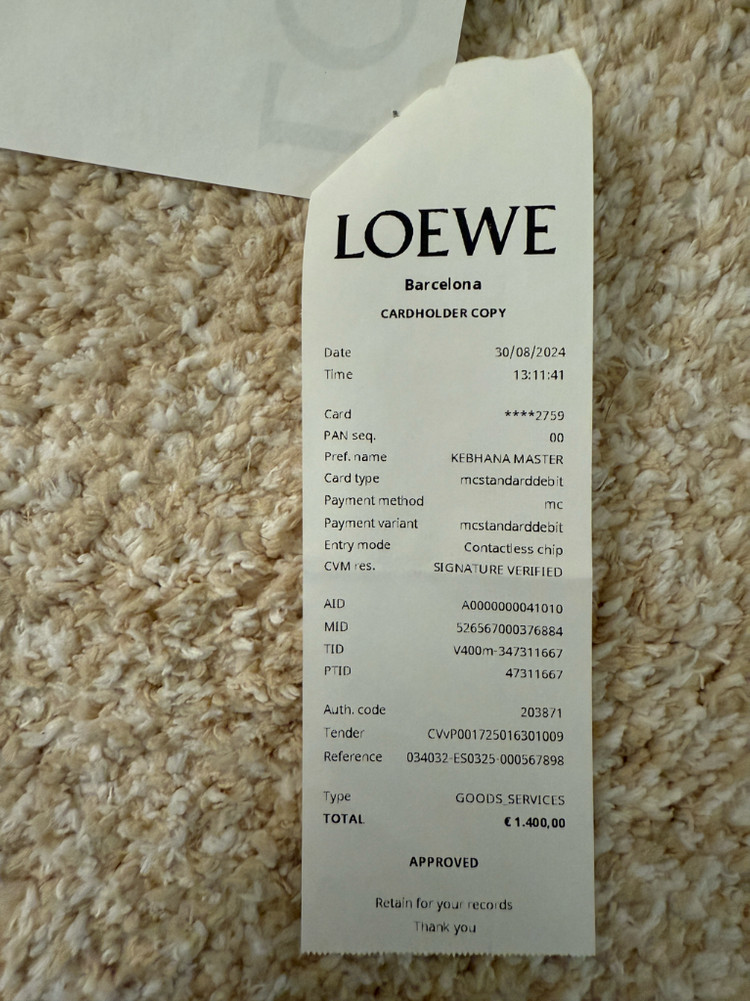 LOEWE
Barcelona
CARDHOLDER COPY
Date 30/08/2024
Time 13:11:41
Card ****2759
PAN seq. 00
Pref. name KEBHANA MASTER
Card type mcstandarddebit
Payment method mc
Payment variant mcstandarddebit
Entry mode Contactless chip
CVM res. SIGNATURE VERIFIED
AID A0000000041010
MID 526567000376884
TID V400m-347311667
PTID 47311667
Auth. code 203871
Tender CVvP001725016301009
Reference 034032-ES0325-000567898
Type GOODS_SERVICES
TOTAL € 1.400,00
APPROVED
Retain for your records
Thank you